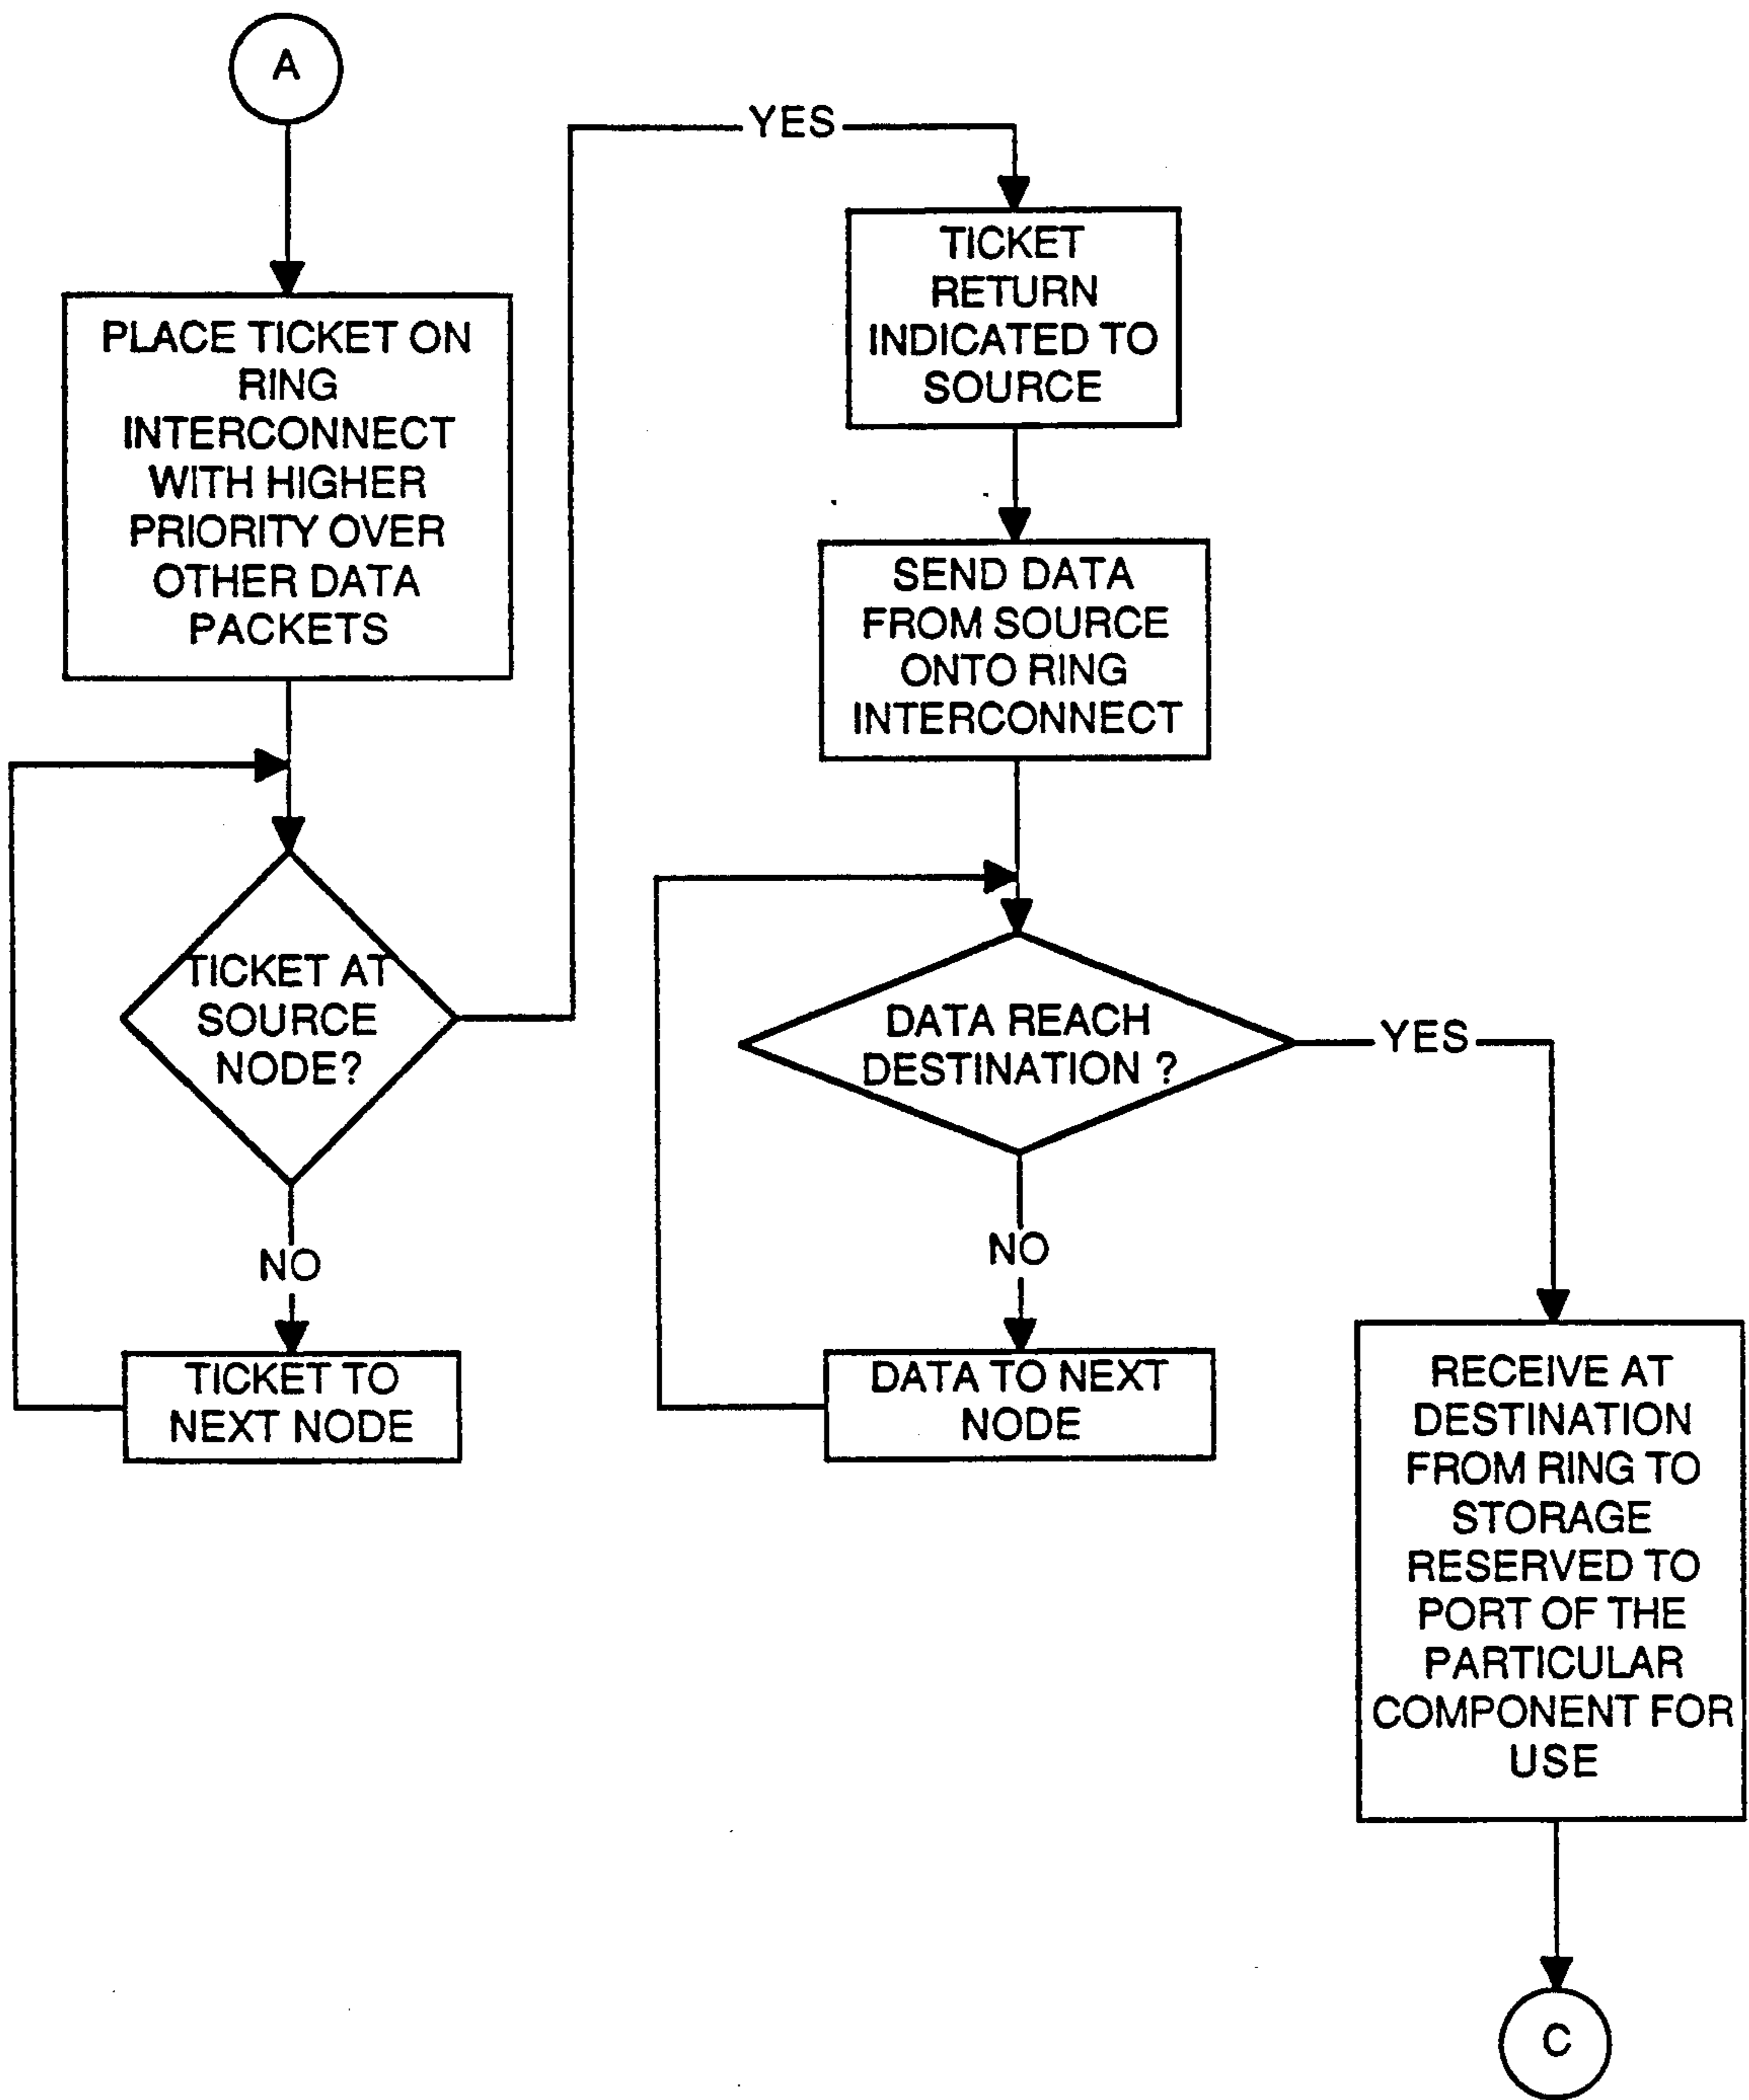 A
PLACE TICKET ON
RING
INTERCONNECT
WITH HIGHER
PRIORITY OVER
OTHER DATA
PACKETS
TICKET AT
SOURCE
NODE?
NO
TICKET TO
NEXT NODE
YES
TICKET
RETURN
INDICATED TO
SOURCE
SEND DATA
FROM SOURCE
ONTO RING
INTERCONNECT
DATA REACH
DESTINATION ?
NO
DATA TO NEXT
NODE
YES
RECEIVE AT
DESTINATION
FROM RING TO
STORAGE
RESERVED TO
PORT OF THE
PARTICULAR
COMPONENT FOR
USE
C